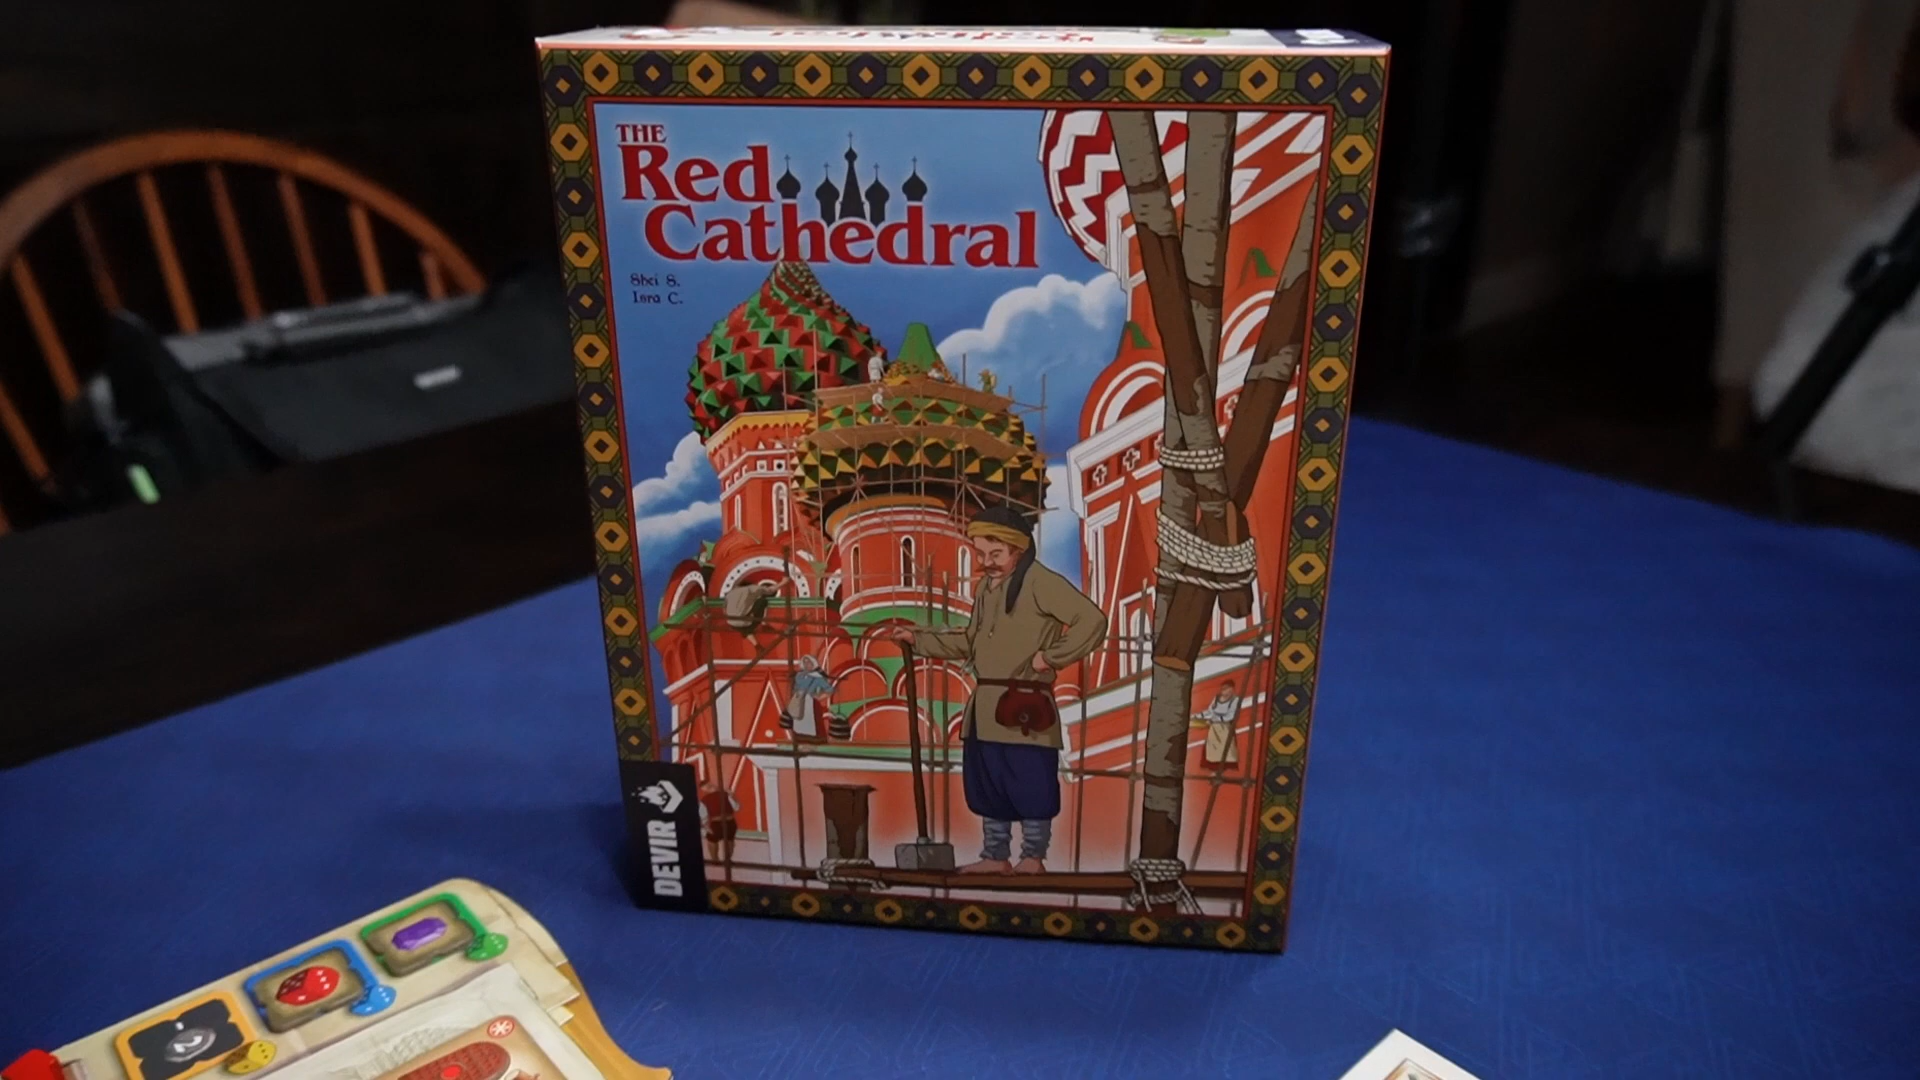 THE
Red
Cathedral
Shei S.
Isra C.
DEVIR